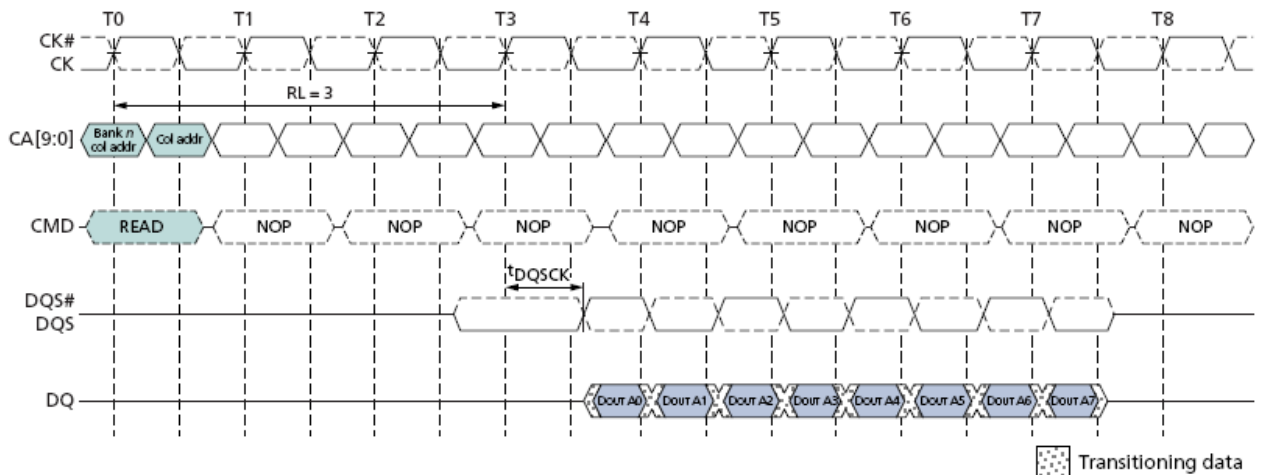 T0 T1 T2 T3 T4 T5 T6 T7 T8
CK#
CK
RL = 3
CA[9:0] Bank n Col addr
col addr
CMD READ NOP NOP NOP NOP NOP NOP NOP NOP
tDQSCK
DQS#
DQS
DQ DOUT A0 DOUT A1 DOUT A2 DOUT A3 DOUT A4 DOUT A5 DOUT A6 DOUT A7
Transitioning data